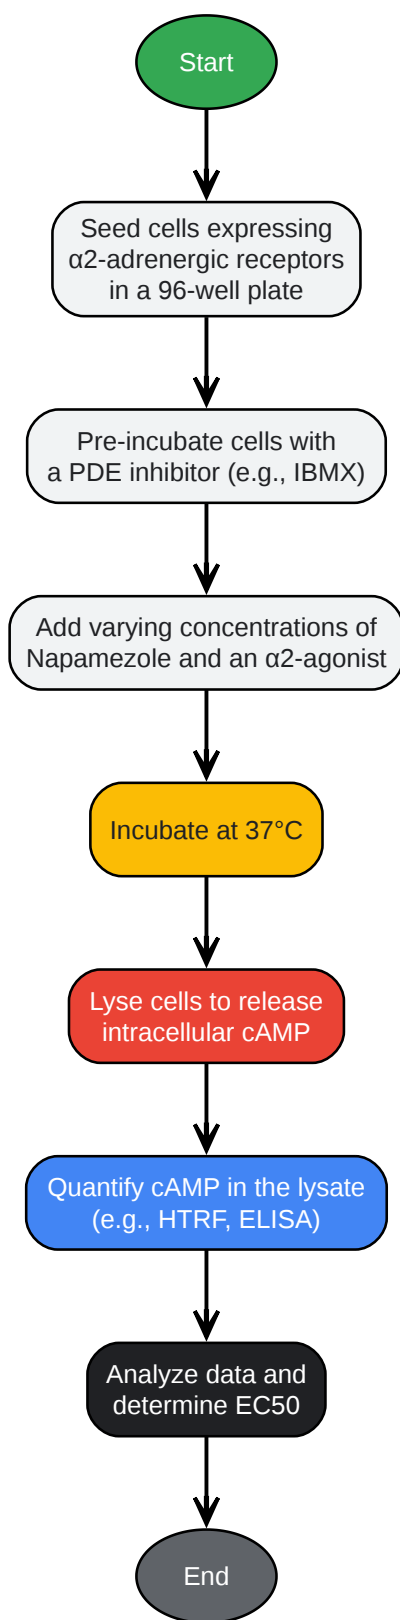 Start
Seed cells expressing
α2-adrenergic receptors
in a 96-well plate
Pre-incubate cells with
a PDE inhibitor (e.g., IBMX)
Add varying concentrations of
Napamezole and an α2-agonist
Incubate at 37°C
Lyse cells to release
intracellular cAMP
Quantify cAMP in the lysate
(e.g., HTRF, ELISA)
Analyze data and
determine EC50
End